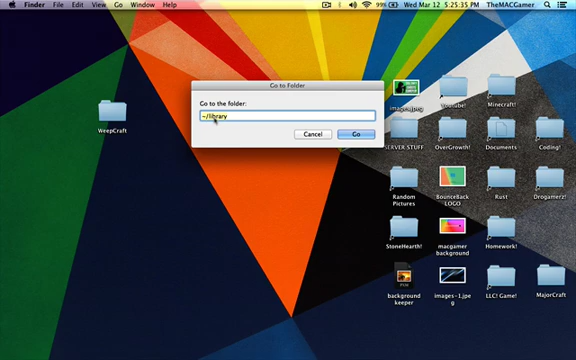 Finder File Edit View Go Window Help 99% Wed Mar 12 5:25:35 PM TheMACGamer
Go to Folder
Go to the folder:
~/library
Cancel Go
WeepCraft
images.jpeg Youtube! Minecraft!
SERVER STUFF OverGrowth! Documents Coding!
Random Pictures BounceBack LOGO Rust Drogamerz!
StoneHearth! macgamer background Homework!
background keeper images-1.jpeg LLC! Game! MajorCraft